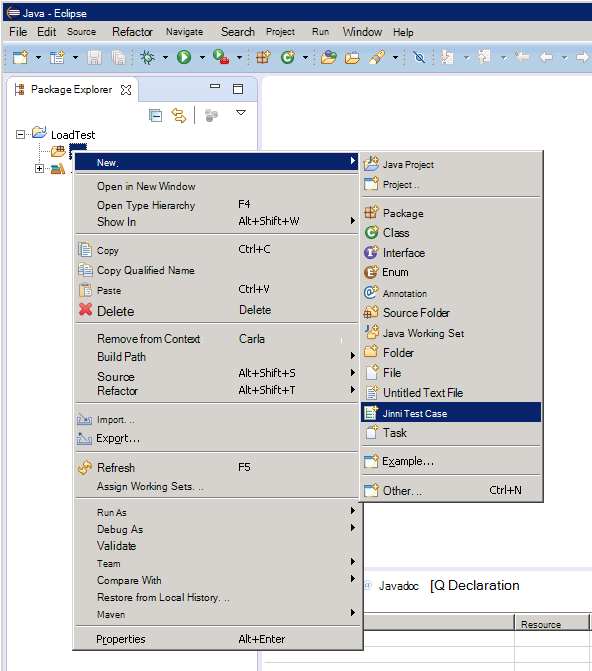 Java - Eclipse
File Edit Source Refactor Navigate Search Project Run Window Help
Package Explorer
LoadTest
New.
Open in New Window
Open Type Hierarchy F4
Show In Alt+Shift+W
Copy Ctrl+C
Copy Qualified Name
Paste Ctrl+V
Delete Delete
Remove from Context Carla
Build Path
Source Alt+Shift+S
Refactor Alt+Shift+T
Import. ..
Export...
Refresh F5
Assign Working Sets. ..
Run As
Debug As
Validate
Team
Compare With
Restore from Local History. ..
Maven
Properties Alt+Enter
Java Project
Project ..
Package
Class
Interface
Enum
Annotation
Source Folder
Java Working Set
Folder
File
Untitled Text File
Jinni Test Case
Task
Example...
Other. .. Ctrl+N
@ Javadoc [Q Declaration
Resource